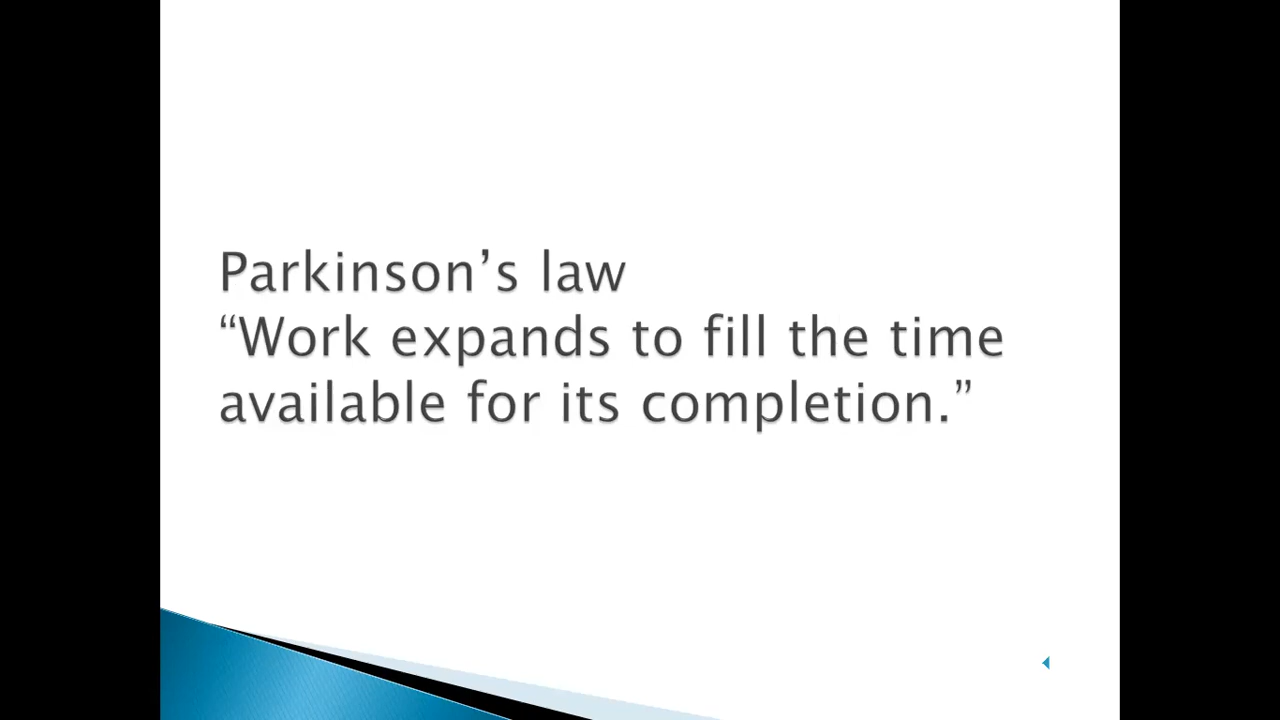 Parkinson’s law
“Work expands to fill the time
available for its completion.”